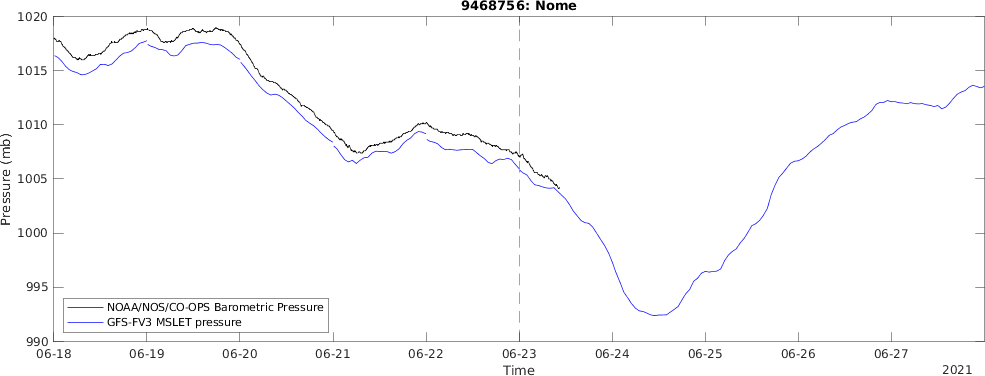 9468756: Nome
1020
1015
1010
1005
1000
995
990
Pressure (mb)
NOAA/NOS/CO-OPS Barometric Pressure
GFS-FV3 MSLET pressure
06-18 06-19 06-20 06-21 06-22 06-23 06-24 06-25 06-26 06-27
Time
2021